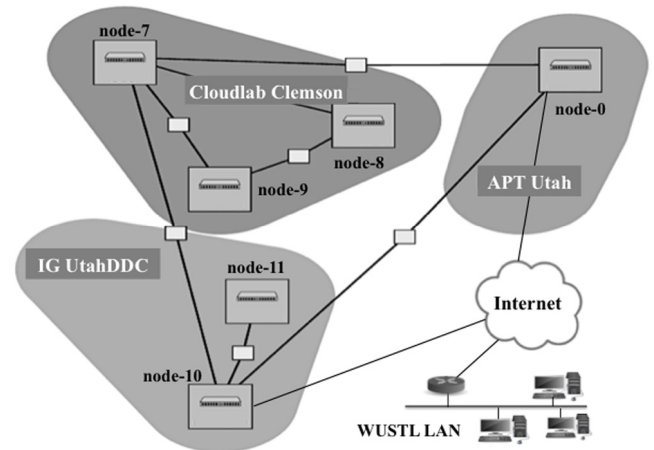 node-7
Cloudlab Clemson
node-0
node-8
node-9
APT Utah
IG UtahDDC
node-11
Internet
node-10
WUSTL LAN